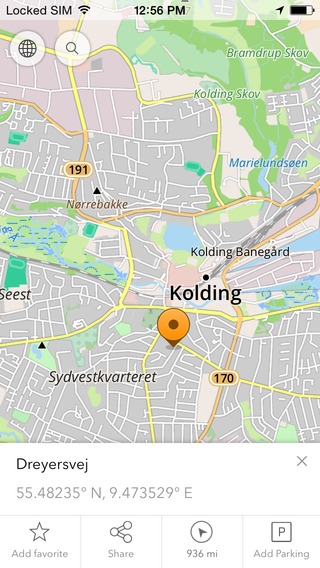 Locked SIM 12:56 PM
Bramdrup Skov
Kolding Skov
Marielundsøen
191
Nørrebakke
Kolding Banegård
Seest
Kolding
Sydvestkvarteret
170
Dreyersvej
55.48235° N, 9.473529° E
Add favorite Share 936 mi P Add Parking